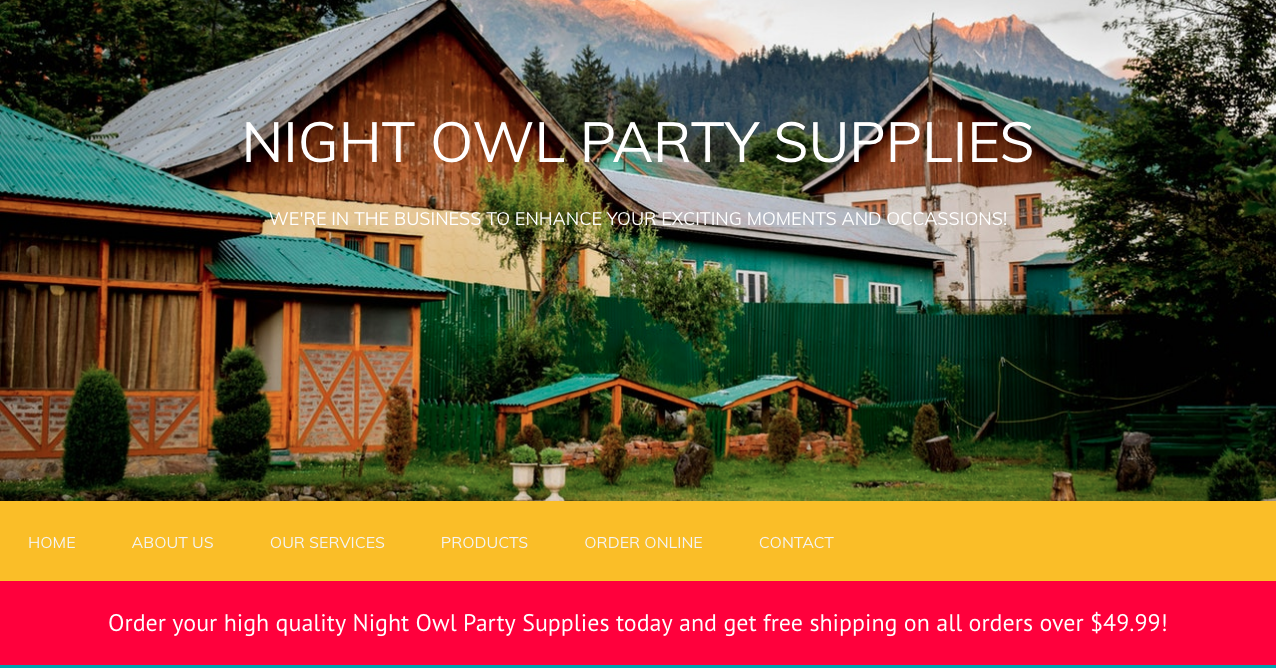 NIGHT OWL PARTY SUPPLIES
WE'RE IN THE BUSINESS TO ENHANCE YOUR EXCITING MOMENTS AND OCCASSIONS!
HOME ABOUT US OUR SERVICES PRODUCTS ORDER ONLINE CONTACT
Order your high quality Night Owl Party Supplies today and get free shipping on all orders over $49.99!